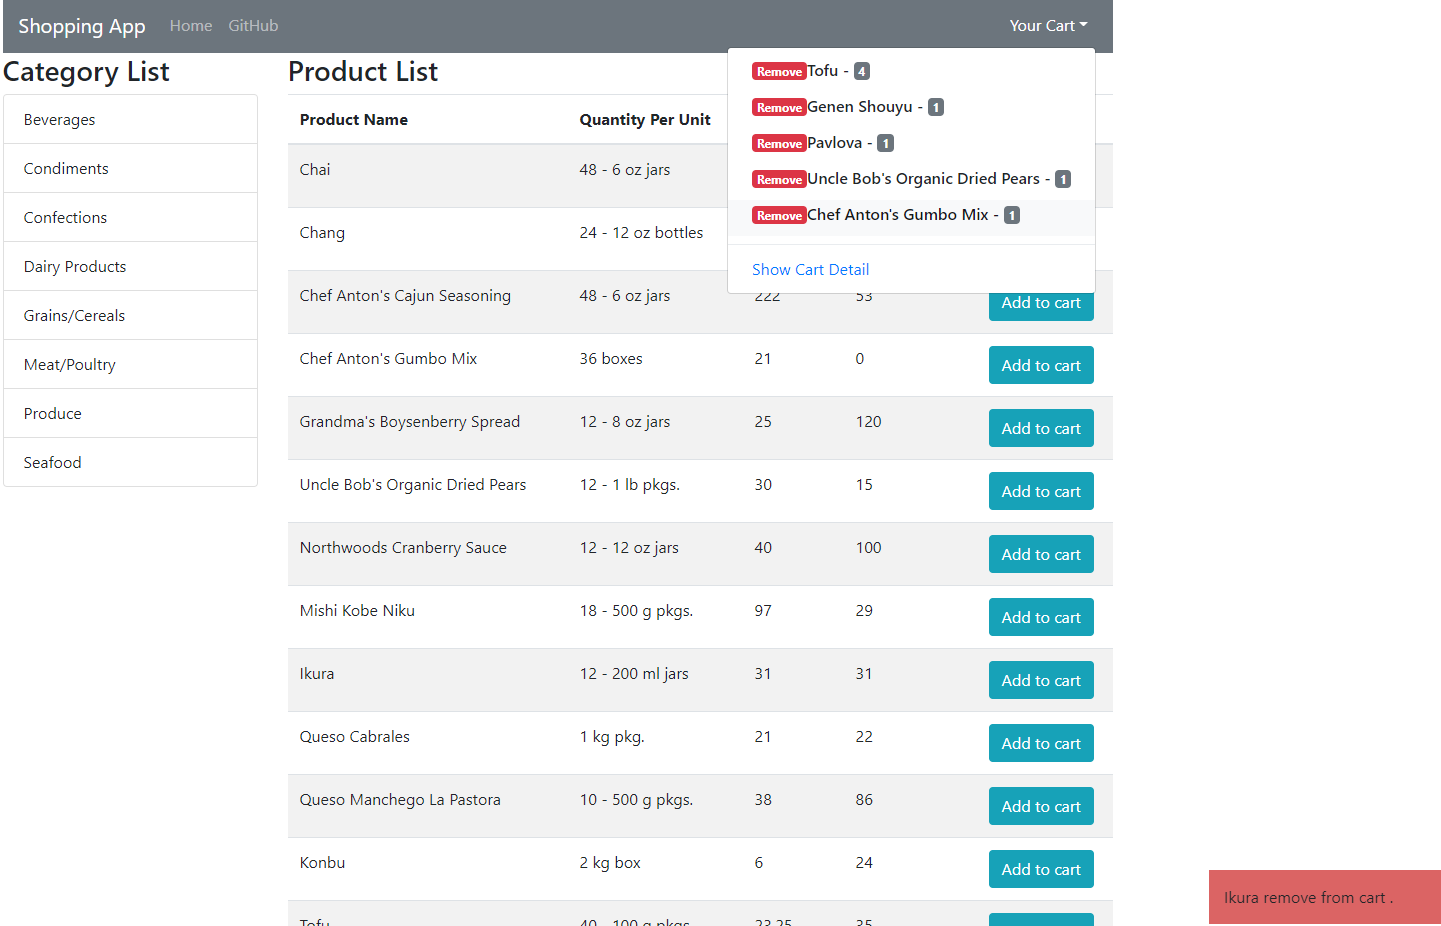 Shopping App Home GitHub Your Cart
Category List
Beverages
Condiments
Confections
Dairy Products
Grains/Cereals
Meat/Poultry
Produce
Seafood
Product List
Remove Tofu - 4
Remove Genen Shouyu - 1
Remove Pavlova - 1
Remove Uncle Bob's Organic Dried Pears - 1
Remove Chef Anton's Gumbo Mix - 1
Show Cart Detail
Product Name Quantity Per Unit
Chai 48 - 6 oz jars
Chang 24 - 12 oz bottles
Chef Anton's Cajun Seasoning 48 - 6 oz jars 222 53 Add to cart
Chef Anton's Gumbo Mix 36 boxes 21 0 Add to cart
Grandma's Boysenberry Spread 12 - 8 oz jars 25 120 Add to cart
Uncle Bob's Organic Dried Pears 12 - 1 lb pkgs. 30 15 Add to cart
Northwoods Cranberry Sauce 12 - 12 oz jars 40 100 Add to cart
Mishi Kobe Niku 18 - 500 g pkgs. 97 29 Add to cart
Ikura 12 - 200 ml jars 31 31 Add to cart
Queso Cabrales 1 kg pkg. 21 22 Add to cart
Queso Manchego La Pastora 10 - 500 g pkgs. 38 86 Add to cart
Konbu 2 kg box 6 24 Add to cart
Tofu 40 - 100 g pkgs. 23.25 35
Ikura remove from cart .